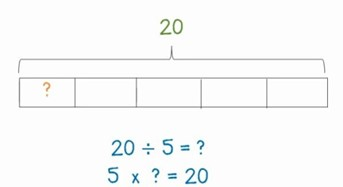 20
?
20 ÷ 5 = ?
5 x ? = 20